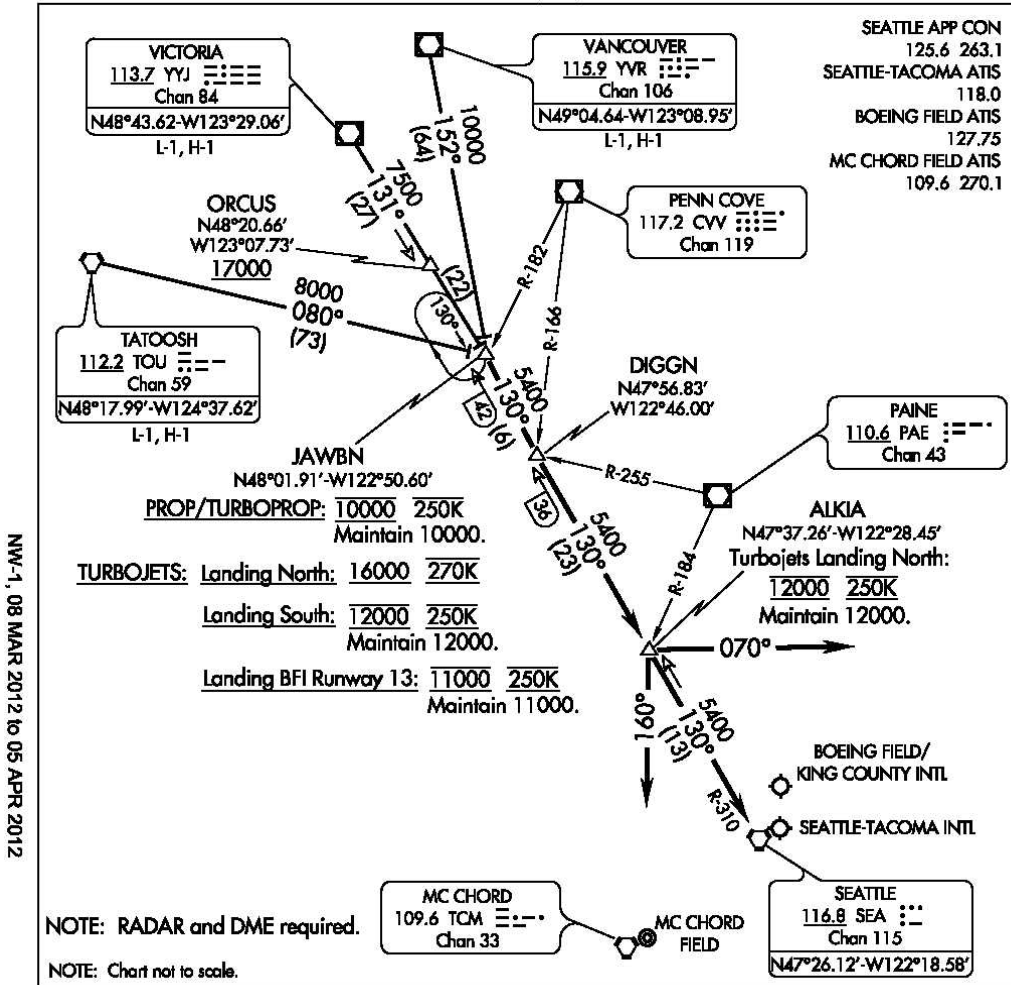 SEATTLE APP CON
125.6 263.1
SEATTLE-TACOMA ATIS
118.0
BOEING FIELD ATIS
127.75
MC CHORD FIELD ATIS
109.6 270.1
VICTORIA
113.7 YYJ
Chan 84
N48°43.62-W123°29.06′
L-1, H-1
VANCOUVER
115.9 YVR
Chan 106
N49°04.64-W123°08.95′
L-1, H-1
10000
152°
(64)
7500
131°
(27)
ORCUS
N48°20.66′
W123°07.73′
17000
PENN COVE
117.2 CVV
Chan 119
R-182
R-166
(22)
130°
8000
080°
(73)
TATOOSH
112.2 TOU
Chan 59
N48°17.99′-W124°37.62′
L-1, H-1
5400
130°
(6)
42
DIGGN
N47°56.83′
W122°46.00′
PAINE
110.6 PAE
Chan 43
R-255
R-184
JAWBN
N48°01.91′-W122°50.60′
PROP/TURBOPROP: 10000 250K
Maintain 10000.
TURBOJETS: Landing North: 16000 270K
Landing South: 12000 250K
Maintain 12000.
Landing BFI Runway 13: 11000 250K
Maintain 11000.
36
5400
130°
(23)
ALKIA
N47°37.26′-W122°28.45′
Turbojets Landing North:
12000 250K
Maintain 12000.
070°
160°
5400
130°
(13)
R-310
BOEING FIELD/
KING COUNTY INTL
SEATTLE-TACOMA INTL
SEATTLE
116.8 SEA
Chan 115
N47°26.12′-W122°18.58′
MC CHORD
109.6 TCM
Chan 33
MC CHORD
FIELD
NOTE: RADAR and DME required.
NOTE: Chart not to scale.
NW-1, 08 MAR 2012 to 05 APR 2012